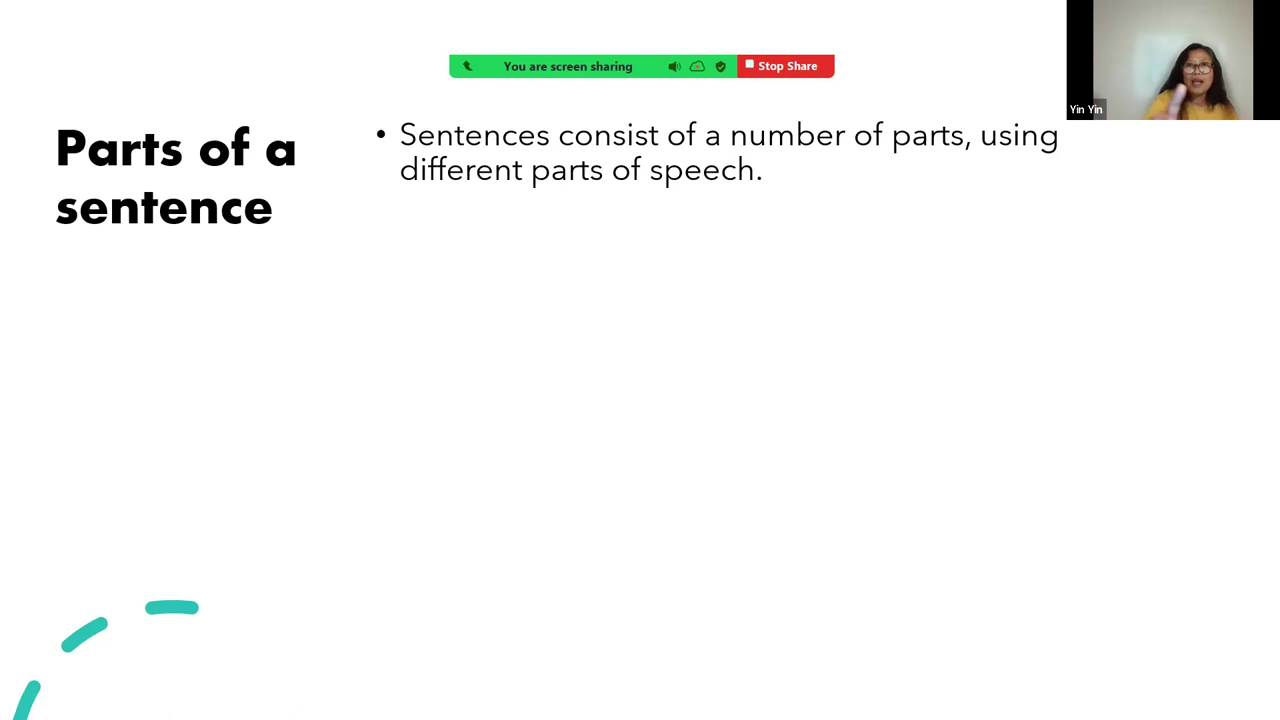 You are screen sharing
Stop Share
Yin Yin
Parts of a
sentence
• Sentences consist of a number of parts, using
different parts of speech.